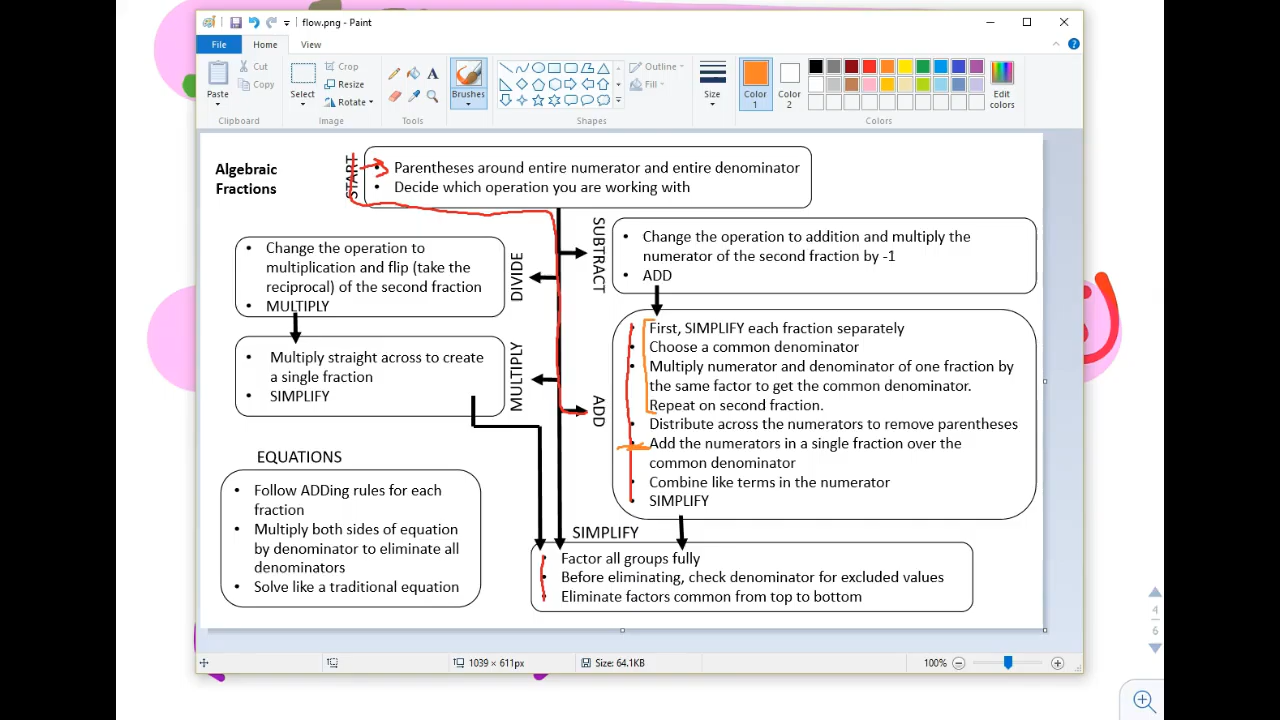 flow.png - Paint
File
Home
View
Paste
Cut
Copy
Clipboard
Select
Crop
Resize
Rotate
Image
A
Tools
Brushes
Shapes
Outline
Fill
Size
Color
1
Color
2
Edit
colors
Colors
Algebraic
Fractions
START
• Parentheses around entire numerator and entire denominator
• Decide which operation you are working with
SUBTRACT
• Change the operation to addition and multiply the
numerator of the second fraction by -1
• ADD
DIVIDE
• Change the operation to
multiplication and flip (take the
reciprocal) of the second fraction
• MULTIPLY
MULTIPLY
• Multiply straight across to create
a single fraction
• SIMPLIFY
ADD
• First, SIMPLIFY each fraction separately
• Choose a common denominator
• Multiply numerator and denominator of one fraction by
the same factor to get the common denominator.
Repeat on second fraction.
• Distribute across the numerators to remove parentheses
• Add the numerators in a single fraction over the
common denominator
• Combine like terms in the numerator
• SIMPLIFY
EQUATIONS
• Follow ADDing rules for each
fraction
• Multiply both sides of equation
by denominator to eliminate all
denominators
• Solve like a traditional equation
SIMPLIFY
• Factor all groups fully
• Before eliminating, check denominator for excluded values
• Eliminate factors common from top to bottom
1039 × 611px
Size: 64.1KB
100%
4
6